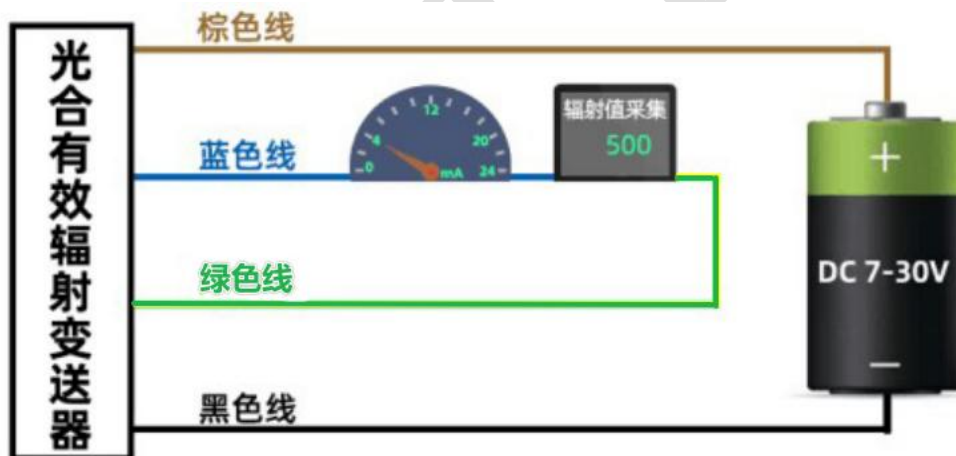 光合有效辐射变送器
棕色线
蓝色线
0
4
12
20
24
mA
辐射值采集
500
绿色线
黑色线
+
DC 7-30V
—